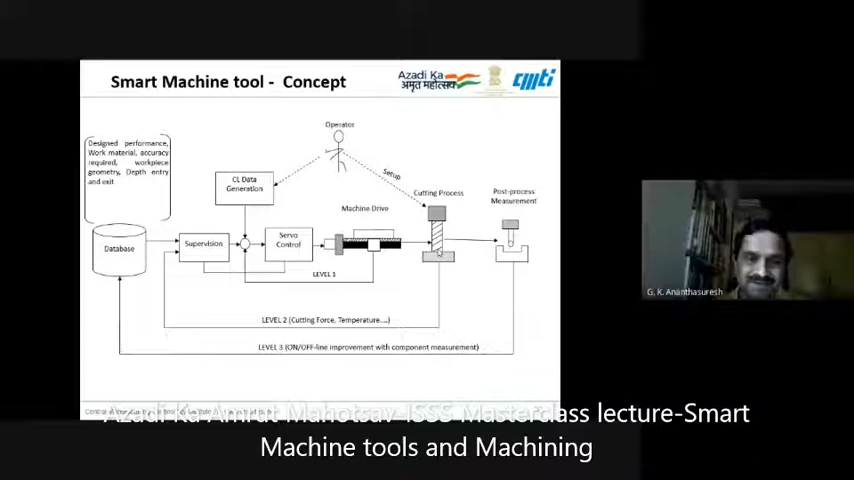 Smart Machine tool - Concept
Azadi Ka
अमृत महोत्सव
cmti
Operator
Designed performance,
Work material, accuracy
required, workpiece
geometry, Depth entry
and exit
CL Data
Generation
Setup
Cutting Process
Post-process
Measurement
Machine Drive
Database
Supervision
Servo
Control
LEVEL 1
LEVEL 2 (Cutting Force, Temperature....)
LEVEL 3 (ON/OFF-line improvement with component measurement)
G. K. Ananthasuresh
Azadi Ka Amrut Mahotsav-ISSS Masterclass lecture-Smart
Machine tools and Machining